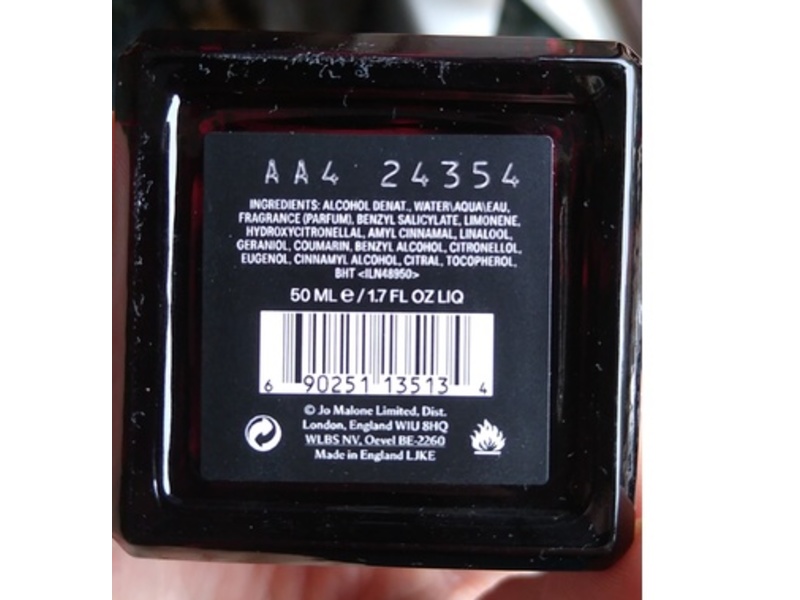 AA4 24354
INGREDIENTS: ALCOHOL DENAT., WATER\AQUA\EAU,
FRAGRANCE (PARFUM), BENZYL SALICYLATE, LIMONENE,
HYDROXYCITRONELLAL, AMYL CINNAMAL, LINALOOL,
GERANIOL, COUMARIN, BENZYL ALCOHOL, CITRONELLOL,
EUGENOL, CINNAMYL ALCOHOL, CITRAL, TOCOPHEROL,
BHT <ILN48950>
50 ML e / 1.7 FL OZ LIQ
6 90251 13513 4
© Jo Malone Limited, Dist.
London, England W1U 8HQ
WLBS NV, Oevel BE-2260
Made in England LJKE